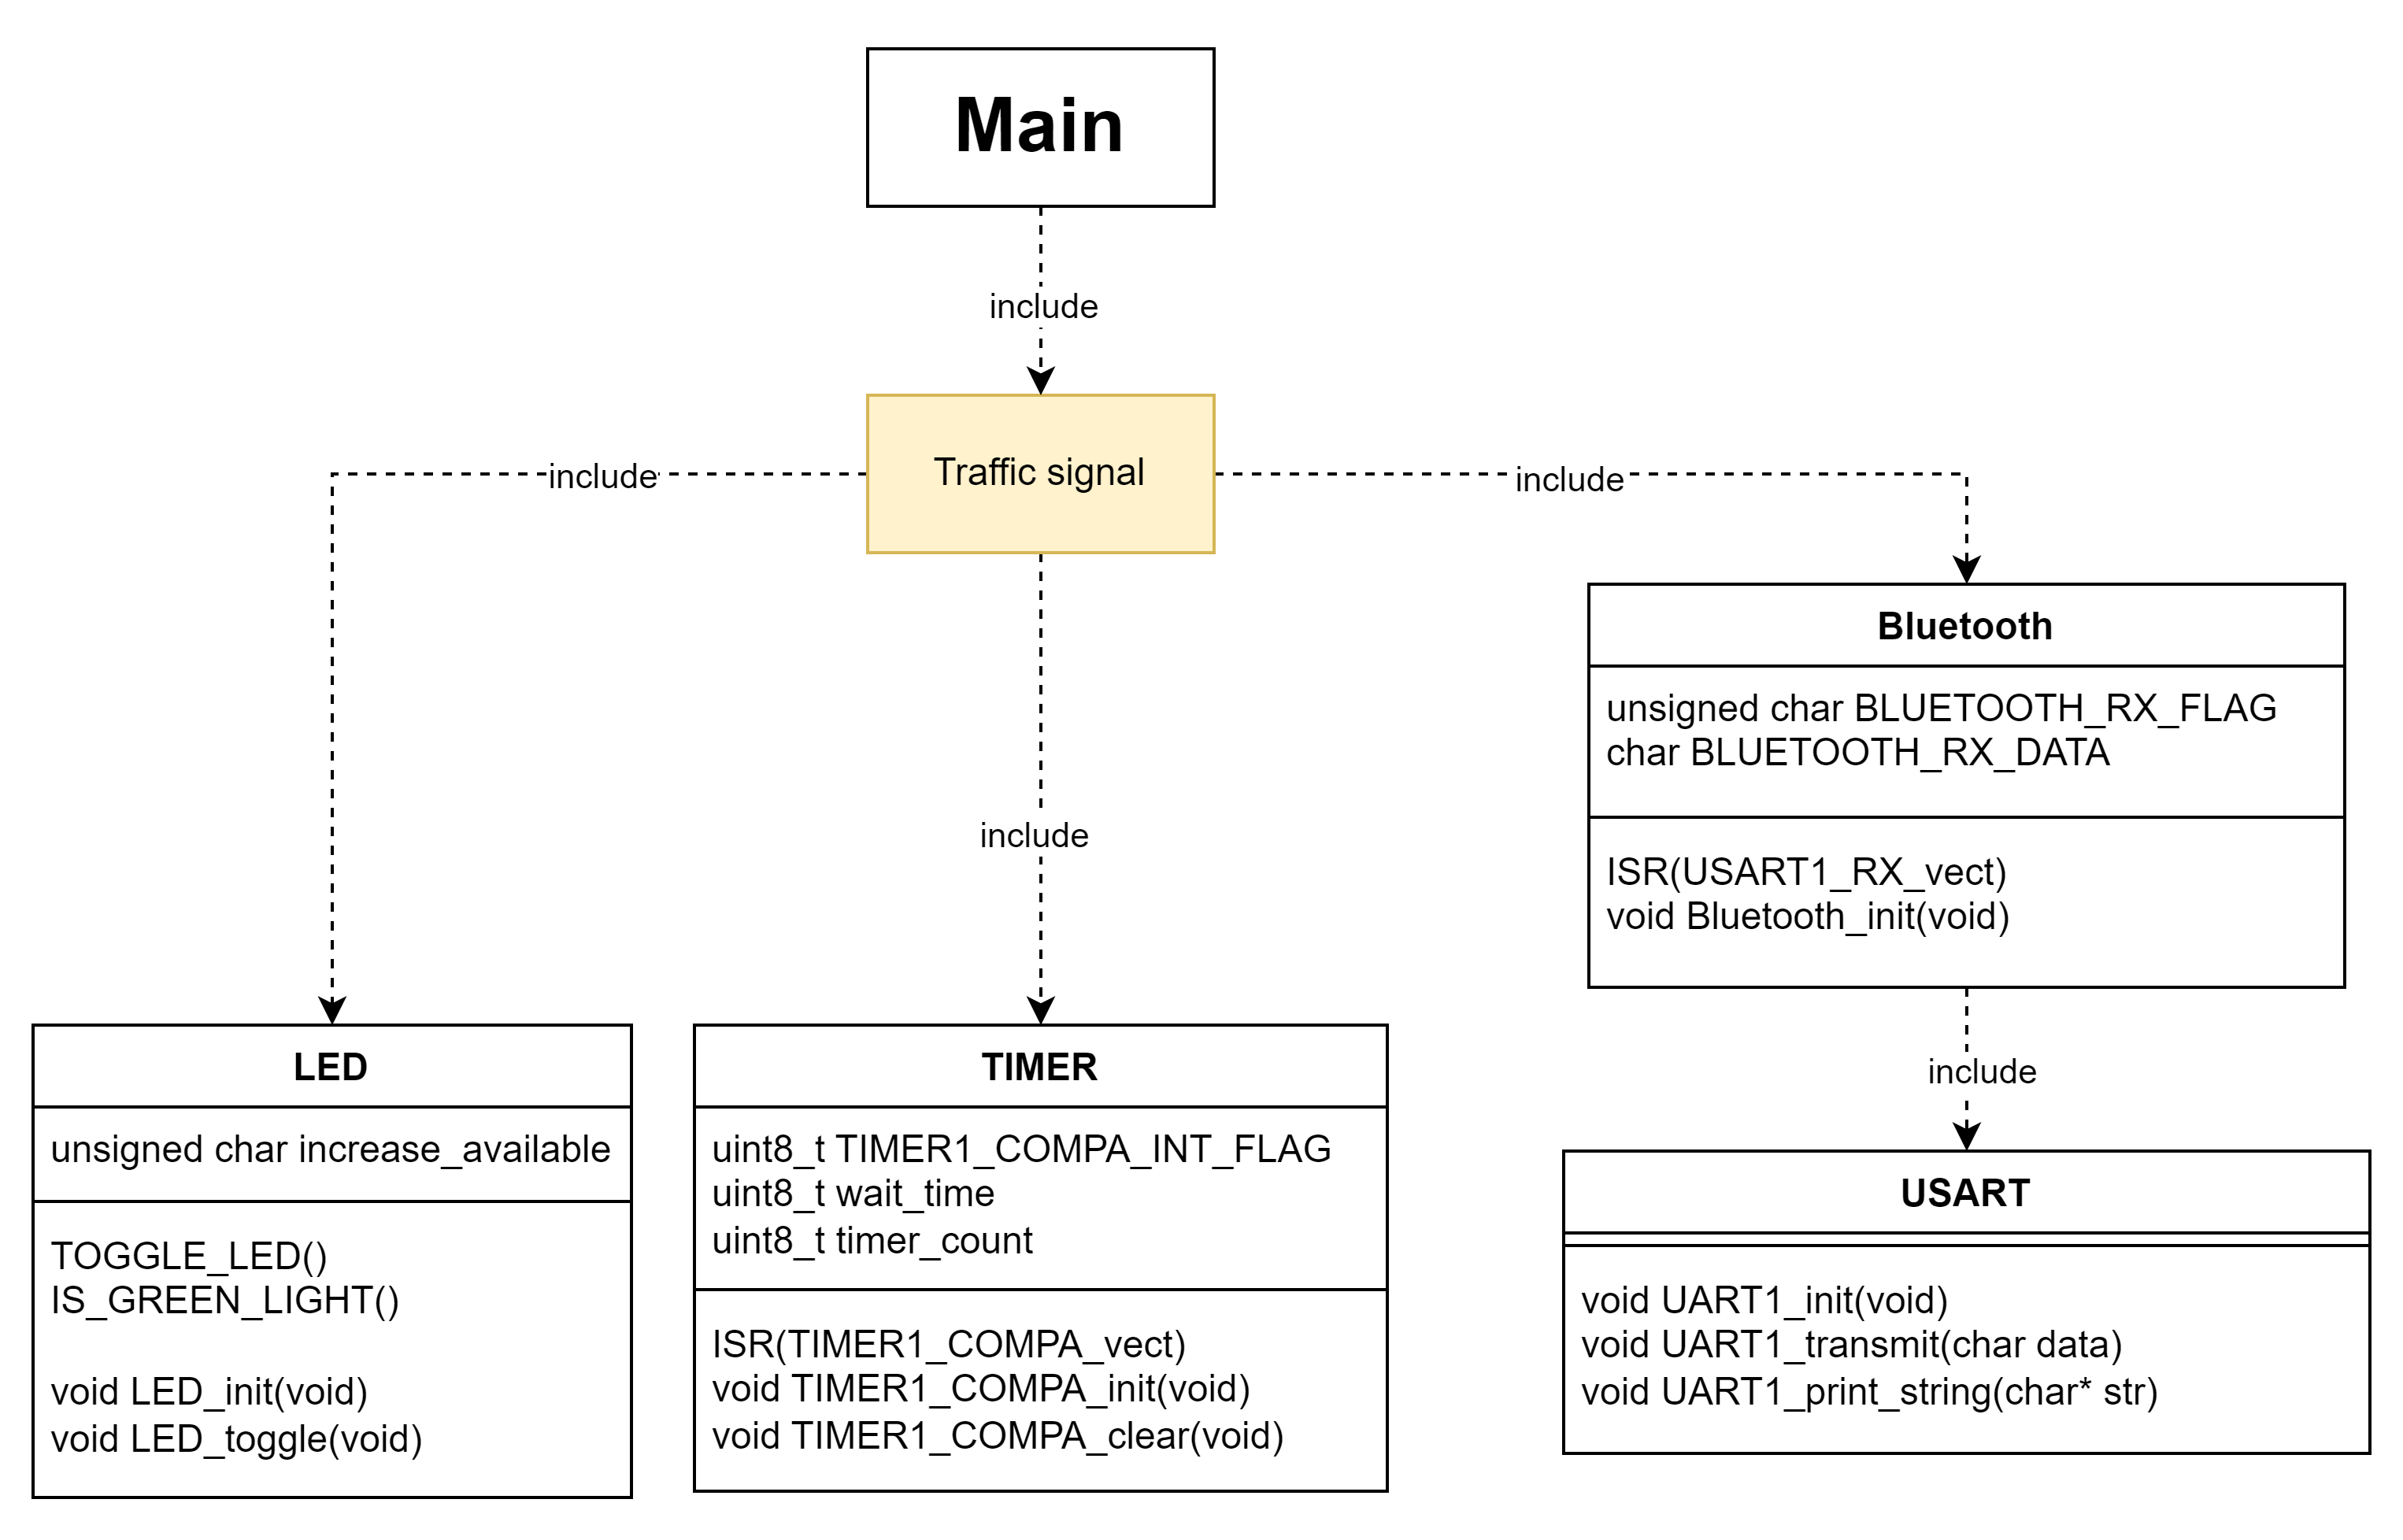 Main
include
Traffic signal
include
include
include
Bluetooth
unsigned char BLUETOOTH_RX_FLAG
char BLUETOOTH_RX_DATA
ISR(USART1_RX_vect)
void Bluetooth_init(void)
include
LED
unsigned char increase_available
TOGGLE_LED()
IS_GREEN_LIGHT()
void LED_init(void)
void LED_toggle(void)
TIMER
uint8_t TIMER1_COMPA_INT_FLAG
uint8_t wait_time
uint8_t timer_count
ISR(TIMER1_COMPA_vect)
void TIMER1_COMPA_init(void)
void TIMER1_COMPA_clear(void)
USART
void UART1_init(void)
void UART1_transmit(char data)
void UART1_print_string(char* str)